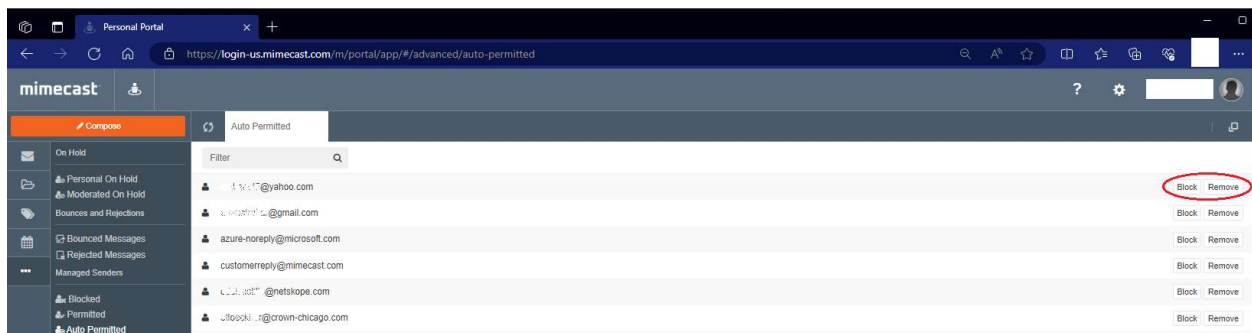 Personal Portal
https://login-us.mimecast.com/m/portal/app/#/advanced/auto-permitted
mimecast
?
Compose
Auto Permitted
On Hold
Filter
Personal On Hold
Moderated On Hold
Bounces and Rejections
Bounced Messages
Rejected Messages
Managed Senders
Blocked
Permitted
Auto Permitted
@yahoo.com Block Remove
@gmail.com Block Remove
azure-noreply@microsoft.com Block Remove
customerreply@mimecast.com Block Remove
@netskope.com Block Remove
@crown-chicago.com Block Remove